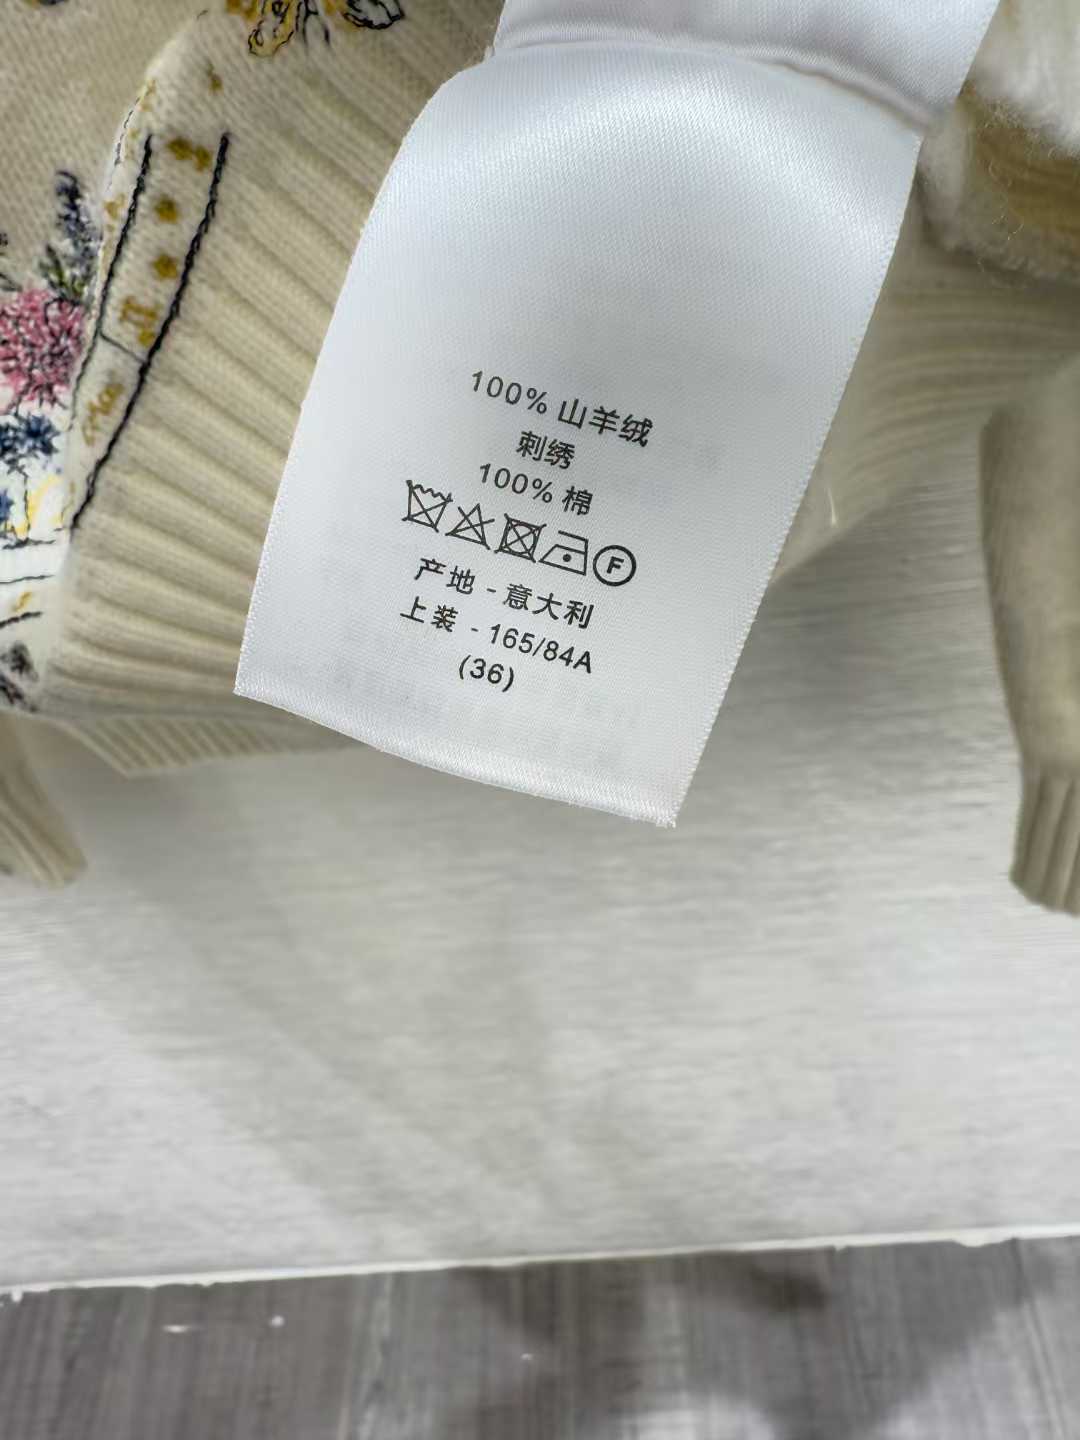 100% 山羊绒
刺绣
100% 棉
F
产地 - 意大利
上装 - 165/84A
(36)